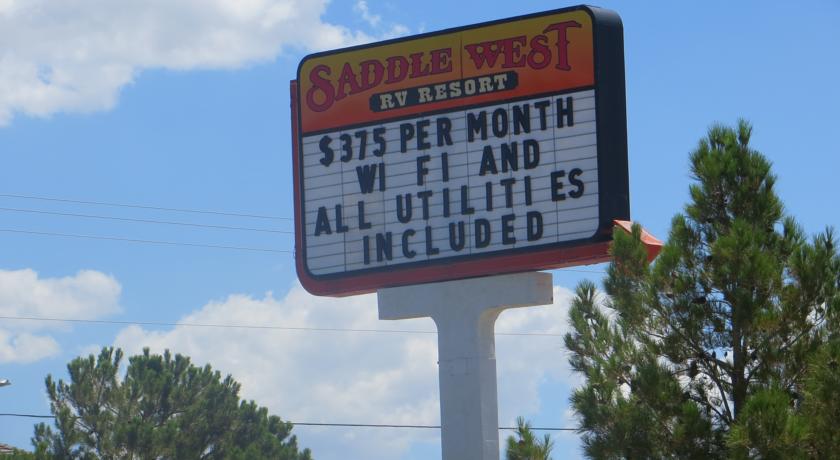 SADDLE WEST
RV RESORT
$375 PER MONTH
WI FI AND
ALL UTILITIES
INCLUDED